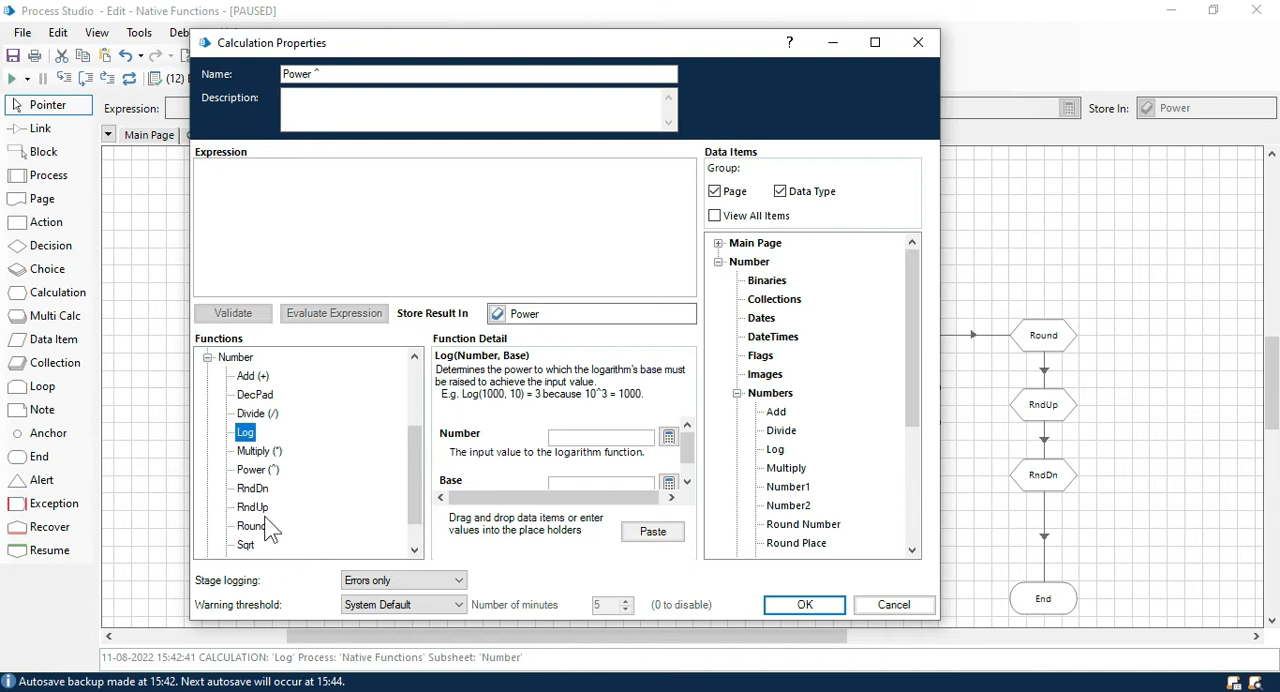 Process Studio - Edit - Native Functions - [PAUSED]
File Edit View Tools Deb
Calculation Properties
?
Name: Power ^
Description:
(12)
Pointer
Expression:
Store In: Power
Main Page
Link
Block
Process
Page
Action
Decision
Choice
Calculation
Multi Calc
Data Item
Collection
Loop
Note
Anchor
End
Alert
Exception
Recover
Resume
Expression
Data Items
Group:
Page Data Type
View All Items
Main Page
Number
Binaries
Collections
Dates
DateTimes
Flags
Images
Numbers
Add
Divide
Log
Multiply
Number1
Number2
Round Number
Round Place
Validate Evaluate Expression Store Result In Power
Functions
Number
Add (+)
DecPad
Divide (/)
Log
Multiply (*)
Power (^)
RndDn
RndUp
Round
Sqrt
Function Detail
Log(Number, Base)
Determines the power to which the logarithm's base must
be raised to achieve the input value.
E.g. Log(1000, 10) = 3 because 10^3 = 1000.
Number
The input value to the logarithm function.
Base
Drag and drop data items or enter
values into the place holders
Paste
Stage logging: Errors only
Warning threshold: System Default Number of minutes 5 (0 to disable)
OK Cancel
Round
RndUp
RndDn
End
11-08-2022 15:42:41 CALCULATION: 'Log' Process: 'Native Functions' Subsheet: 'Number'
Autosave backup made at 15:42. Next autosave will occur at 15:44.